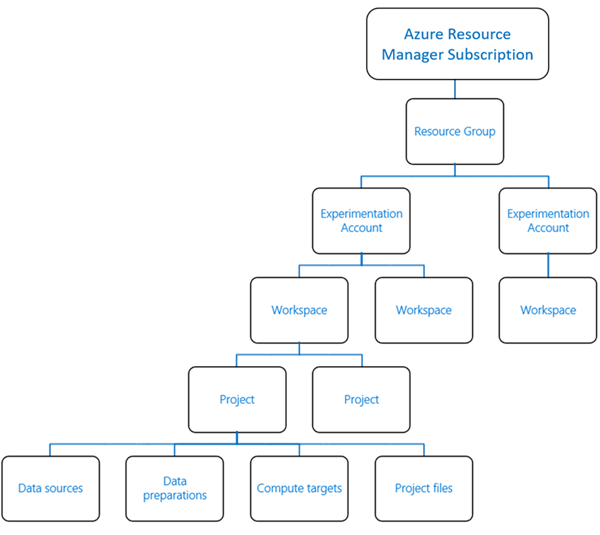 Azure Resource
Manager Subscription
Resource Group
Experimentation
Account
Experimentation
Account
Workspace
Workspace
Workspace
Project
Project
Data sources
Data
preparations
Compute targets
Project files